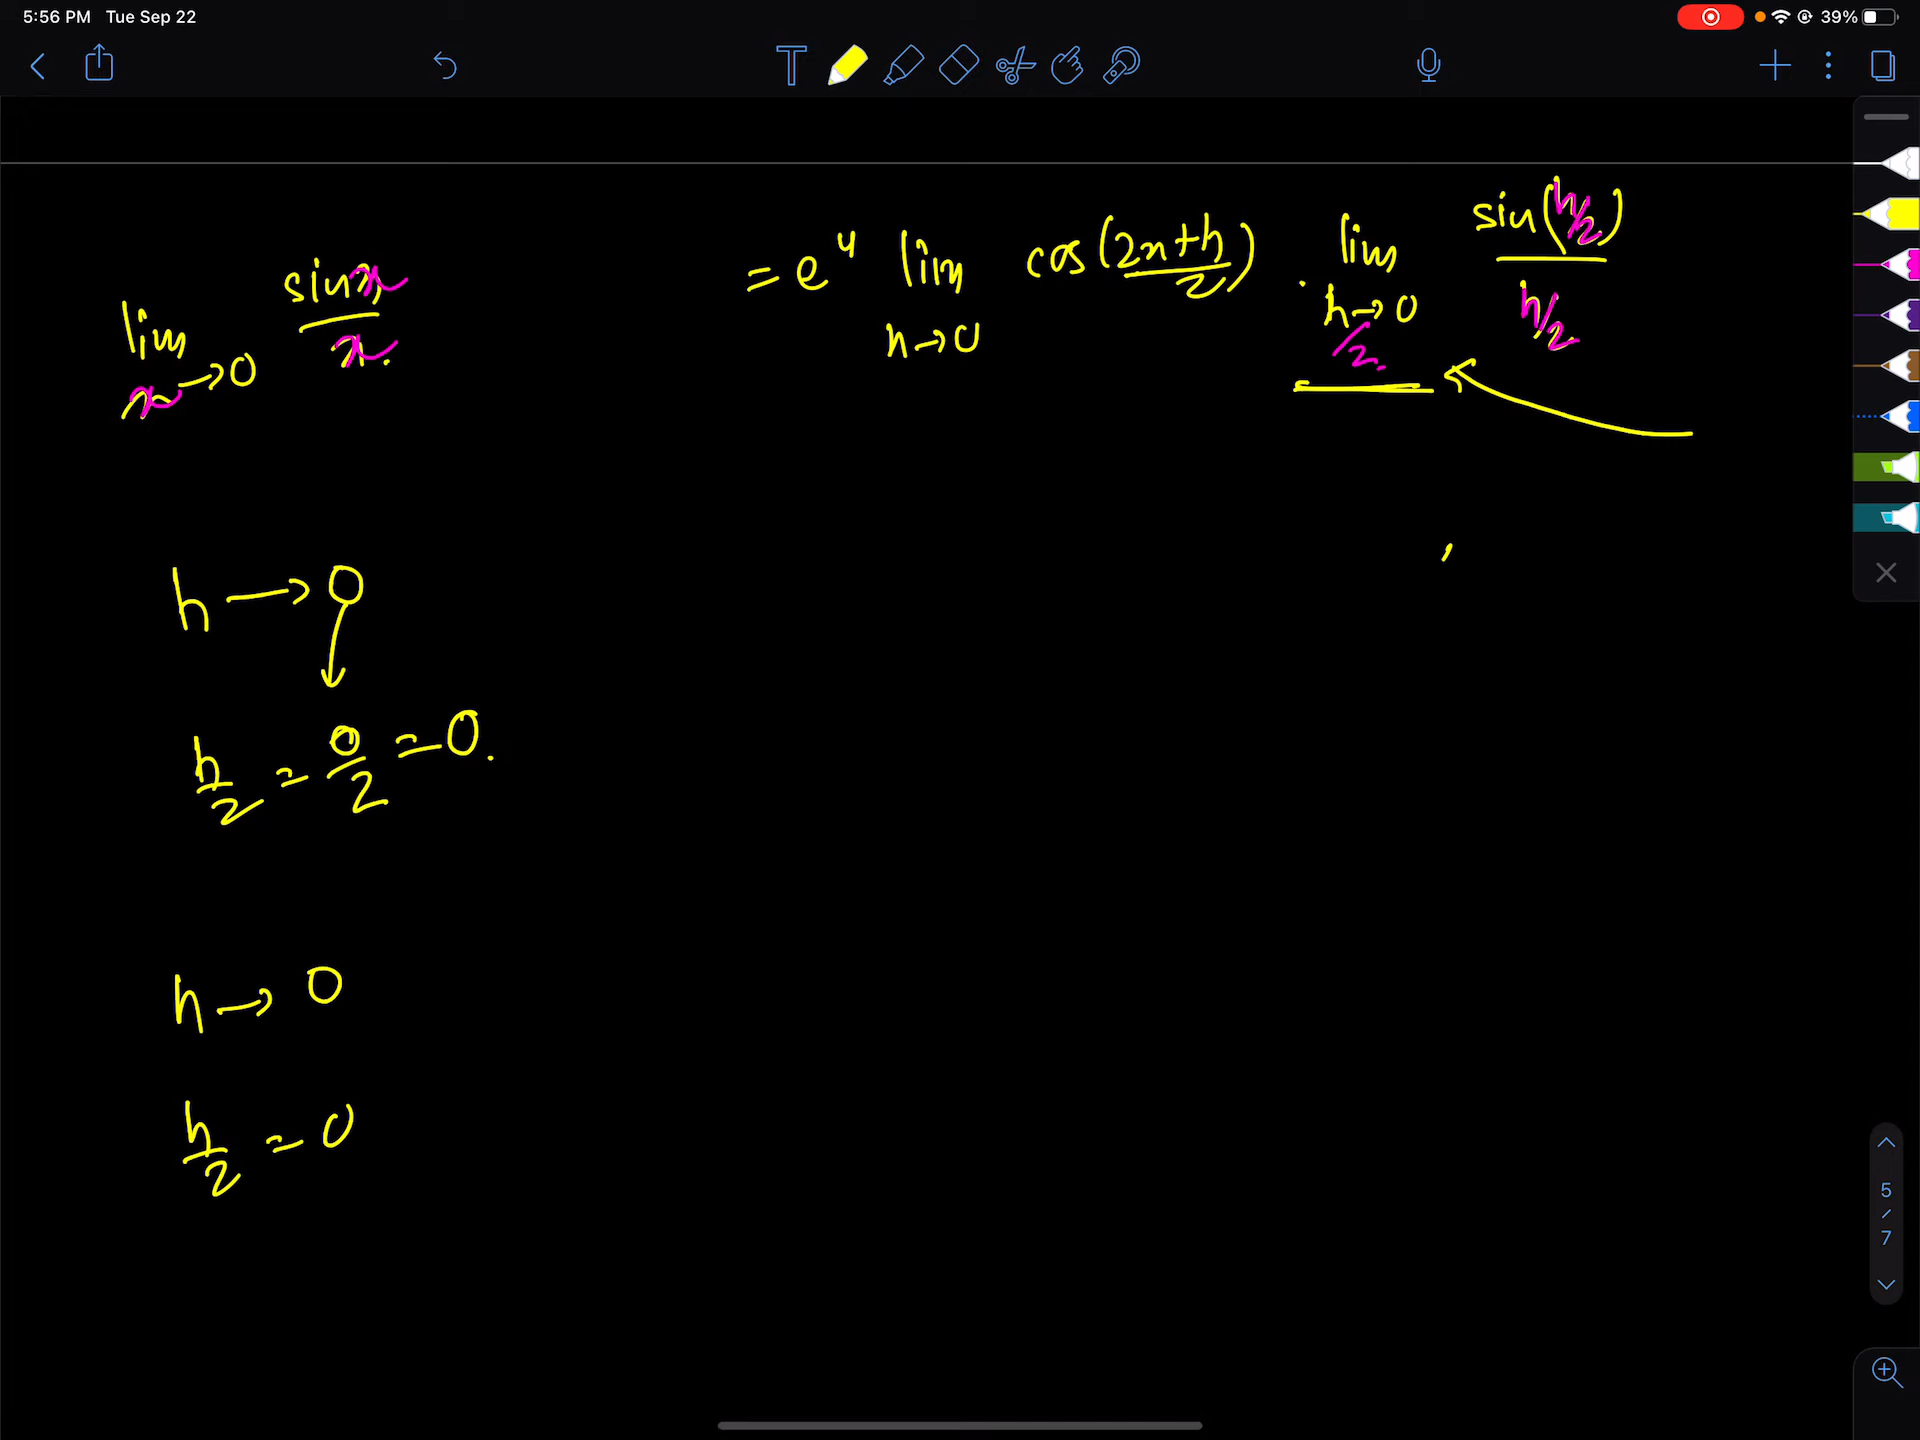 5:56 PM Tue Sep 22
39%
lim x→0 sin x / x.
= e^4 lim h→0 cos(2x+h / 2) . lim h→0 /2. sin(h/2) / h/2
h → 0
h/2 = 0/2 = 0.
h → 0
h/2 = 0
5
/
7